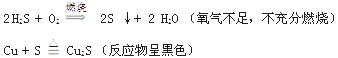 2H₂S + O₂ 燃烧⇒ 2S ↓+ 2 H₂O（氧气不足，不充分燃烧）
Cu + S △= Cu₂S（反应物呈黑色）